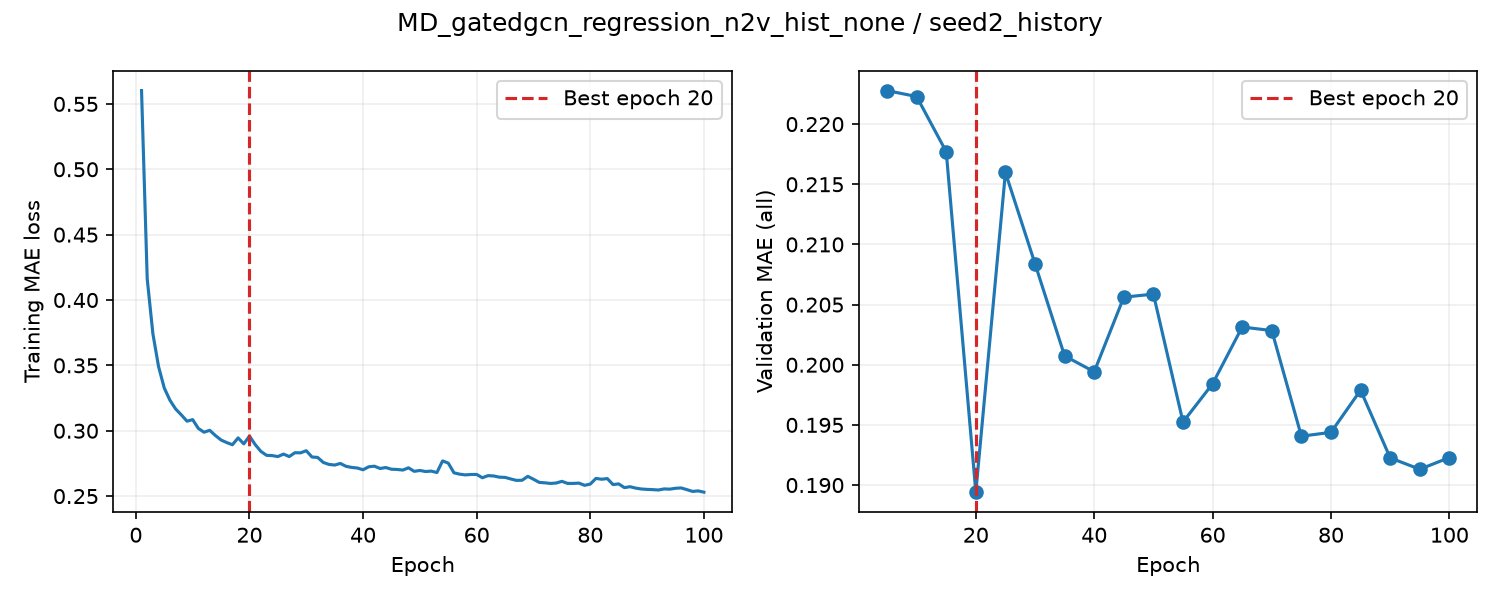 MD_gatedgcn_regression_n2v_hist_none / seed2_history
Training MAE loss
0.55
0.50
0.45
0.40
0.35
0.30
0.25
Best epoch 20
0 20 40 60 80 100
Epoch
Validation MAE (all)
0.220
0.215
0.210
0.205
0.200
0.195
0.190
Best epoch 20
20 40 60 80 100
Epoch